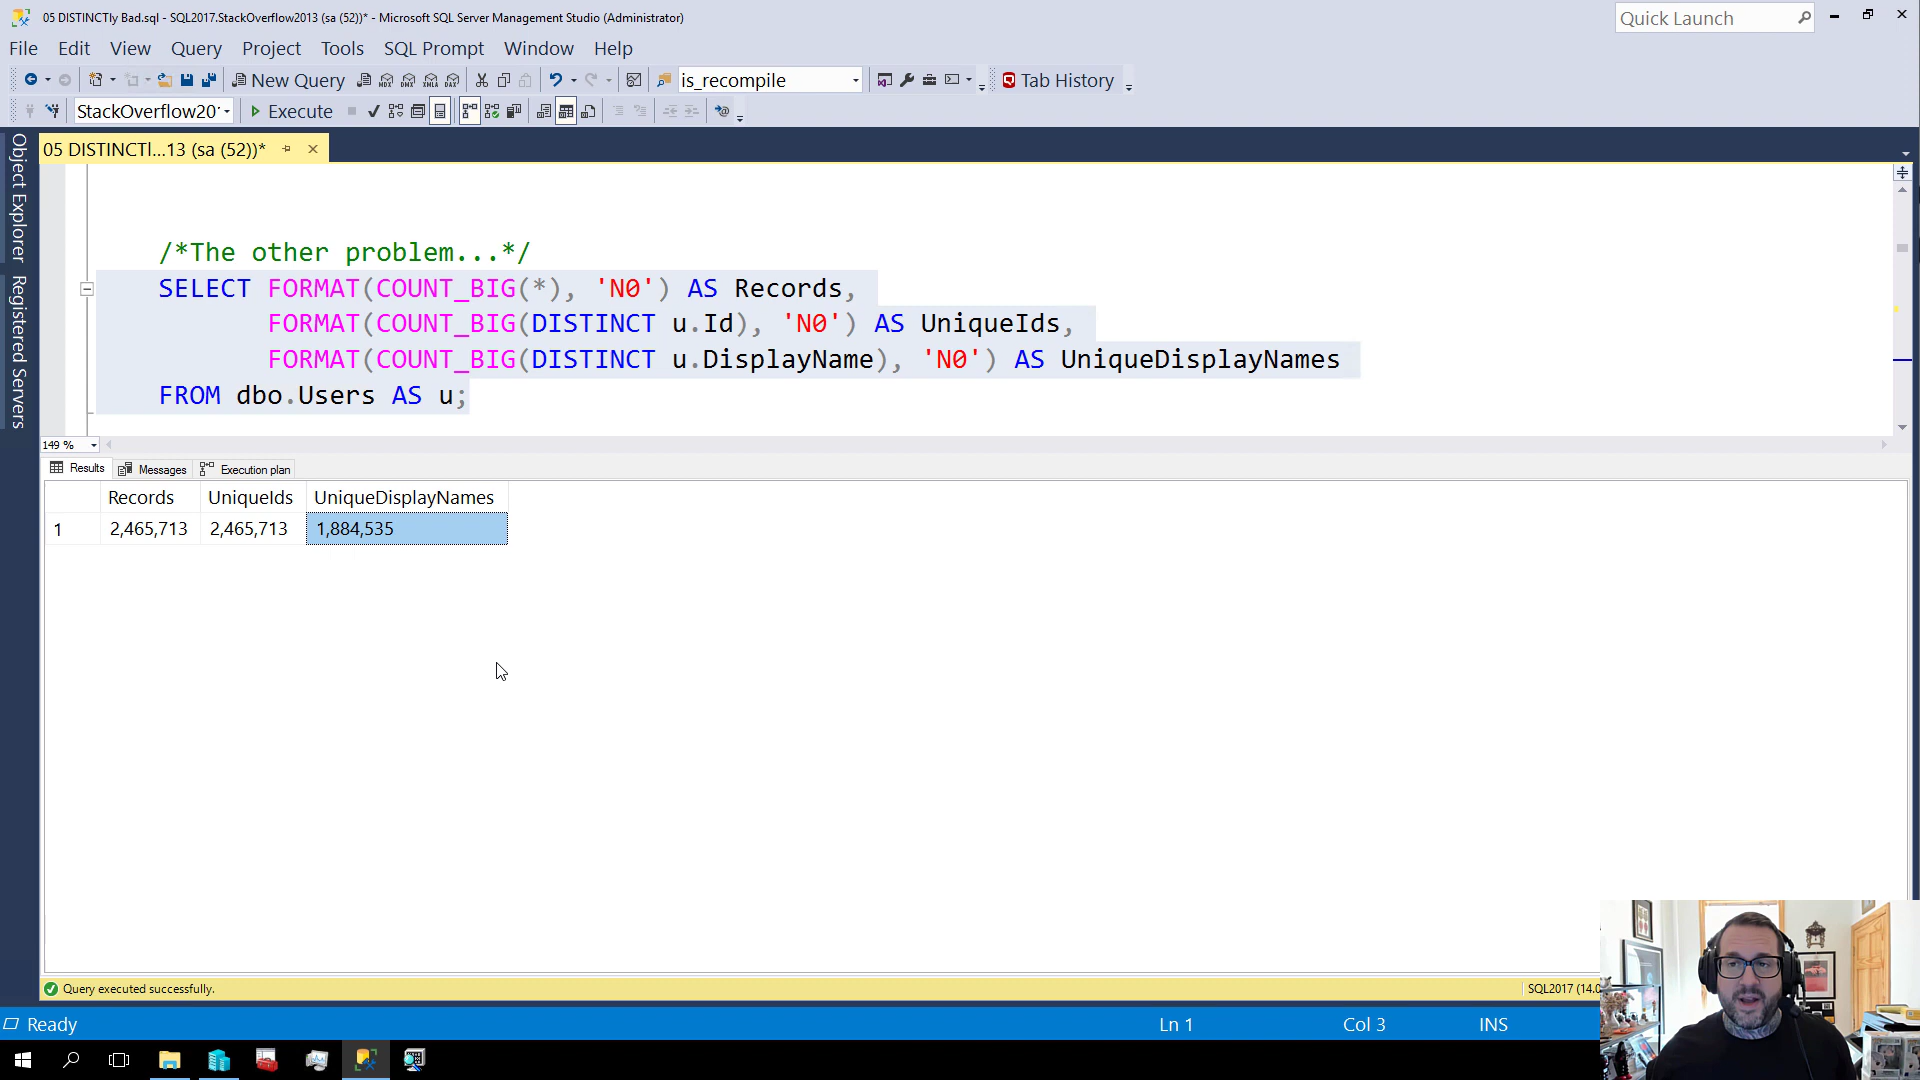 05 DISTINCTly Bad.sql - SQL2017.StackOverflow2013 (sa (52))* - Microsoft SQL Server Management Studio (Administrator)
Quick Launch
File Edit View Query Project Tools SQL Prompt Window Help
New Query
is_recompile
Tab History
StackOverflow201
Execute
05 DISTINCTl...13 (sa (52))*
Object Explorer
Registered Servers
/*The other problem...*/
SELECT FORMAT(COUNT_BIG(*), 'N0') AS Records,
FORMAT(COUNT_BIG(DISTINCT u.Id), 'N0') AS UniqueIds,
FORMAT(COUNT_BIG(DISTINCT u.DisplayName), 'N0') AS UniqueDisplayNames
FROM dbo.Users AS u;
149 %
Results Messages Execution plan
Records UniqueIds UniqueDisplayNames
1 2,465,713 2,465,713 1,884,535
Query executed successfully.
SQL2017 (14.0
Ready
Ln 1
Col 3
INS